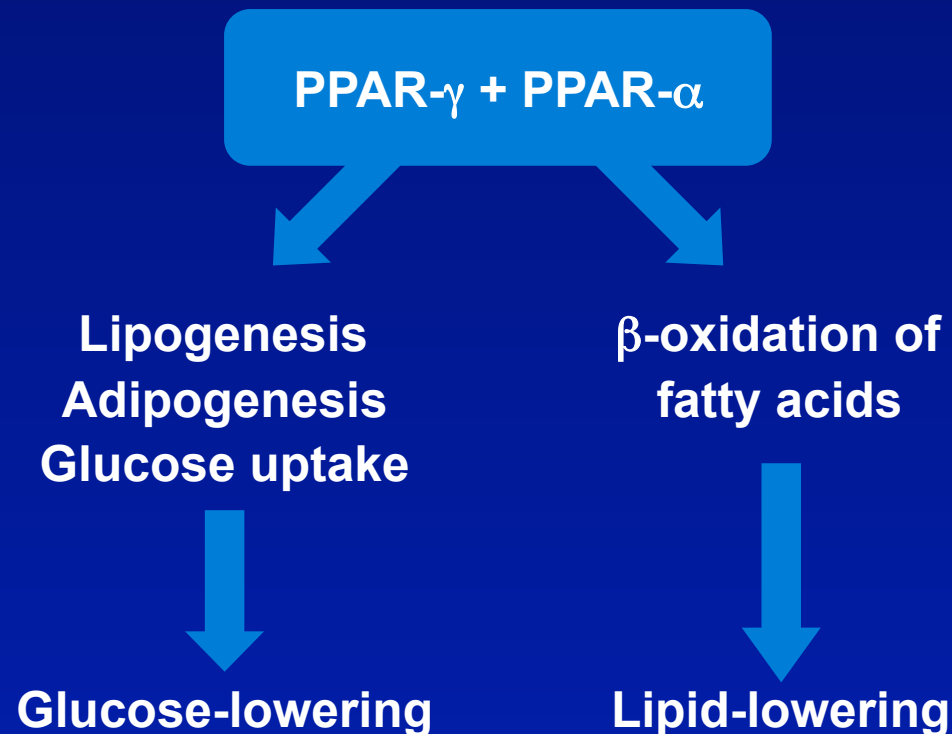 PPAR-γ + PPAR-α
Lipogenesis
Adipogenesis
Glucose uptake
β-oxidation of
fatty acids
Glucose-lowering
Lipid-lowering